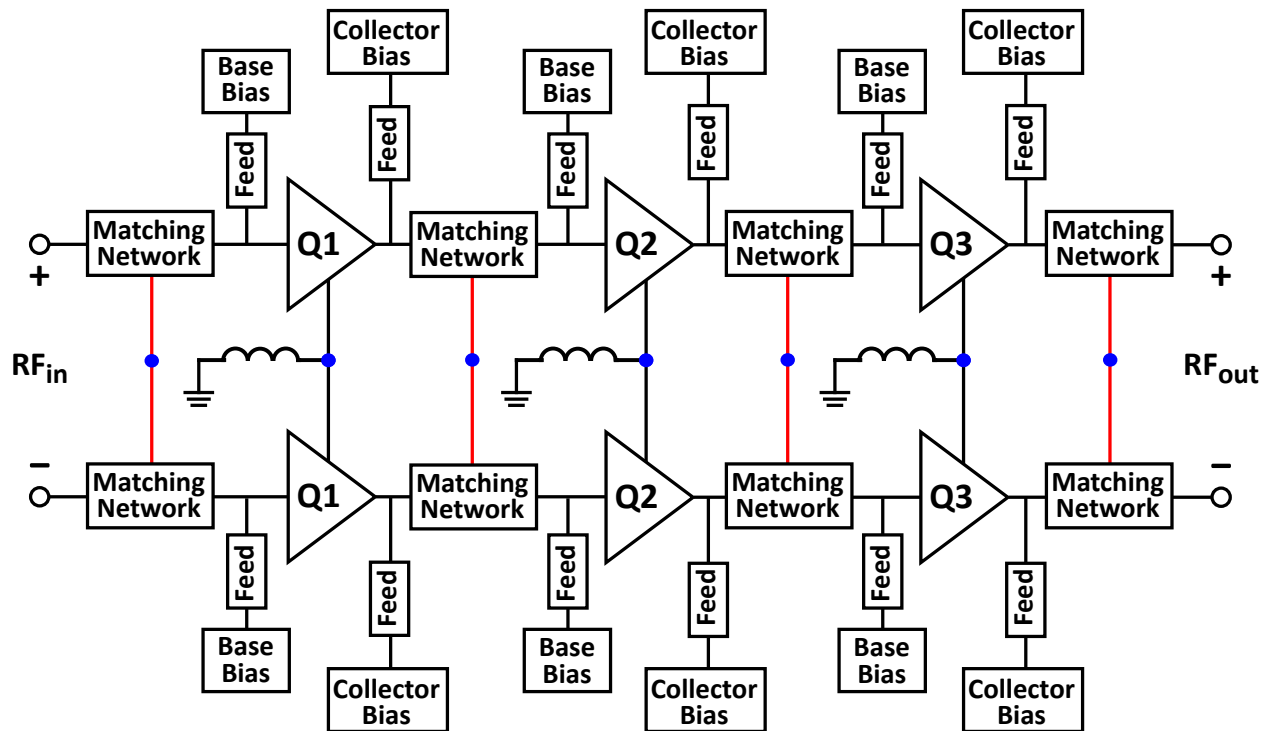 Collector
Bias
Collector
Bias
Collector
Bias
Base
Bias
Base
Bias
Base
Bias
Feed
Feed
Feed
Feed
Feed
Feed
Matching
Network
Q1
Matching
Network
Q2
Matching
Network
Q3
Matching
Network
+
+
RFin
RFout
−
−
Matching
Network
Q1
Matching
Network
Q2
Matching
Network
Q3
Matching
Network
Feed
Feed
Feed
Feed
Feed
Feed
Base
Bias
Base
Bias
Base
Bias
Collector
Bias
Collector
Bias
Collector
Bias